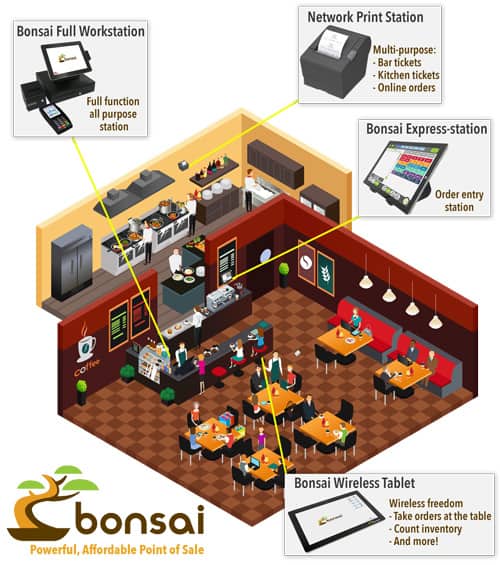 Bonsai Full Workstation
Full function
all purpose
station
Network Print Station
Multi-purpose:
- Bar tickets
- Kitchen tickets
- Online orders
Bonsai Express-station
Order entry
station
coffee
Bonsai Wireless Tablet
Wireless freedom
- Take orders at the table
- Count inventory
- And more!
bonsai
bonsai
Powerful, Affordable Point of Sale